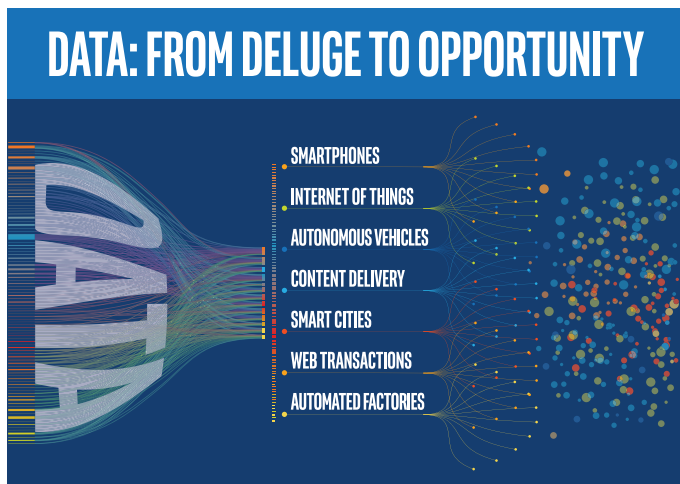 DATA: FROM DELUGE TO OPPORTUNITY
DATA
SMARTPHONES
INTERNET OF THINGS
AUTONOMOUS VEHICLES
CONTENT DELIVERY
SMART CITIES
WEB TRANSACTIONS
AUTOMATED FACTORIES